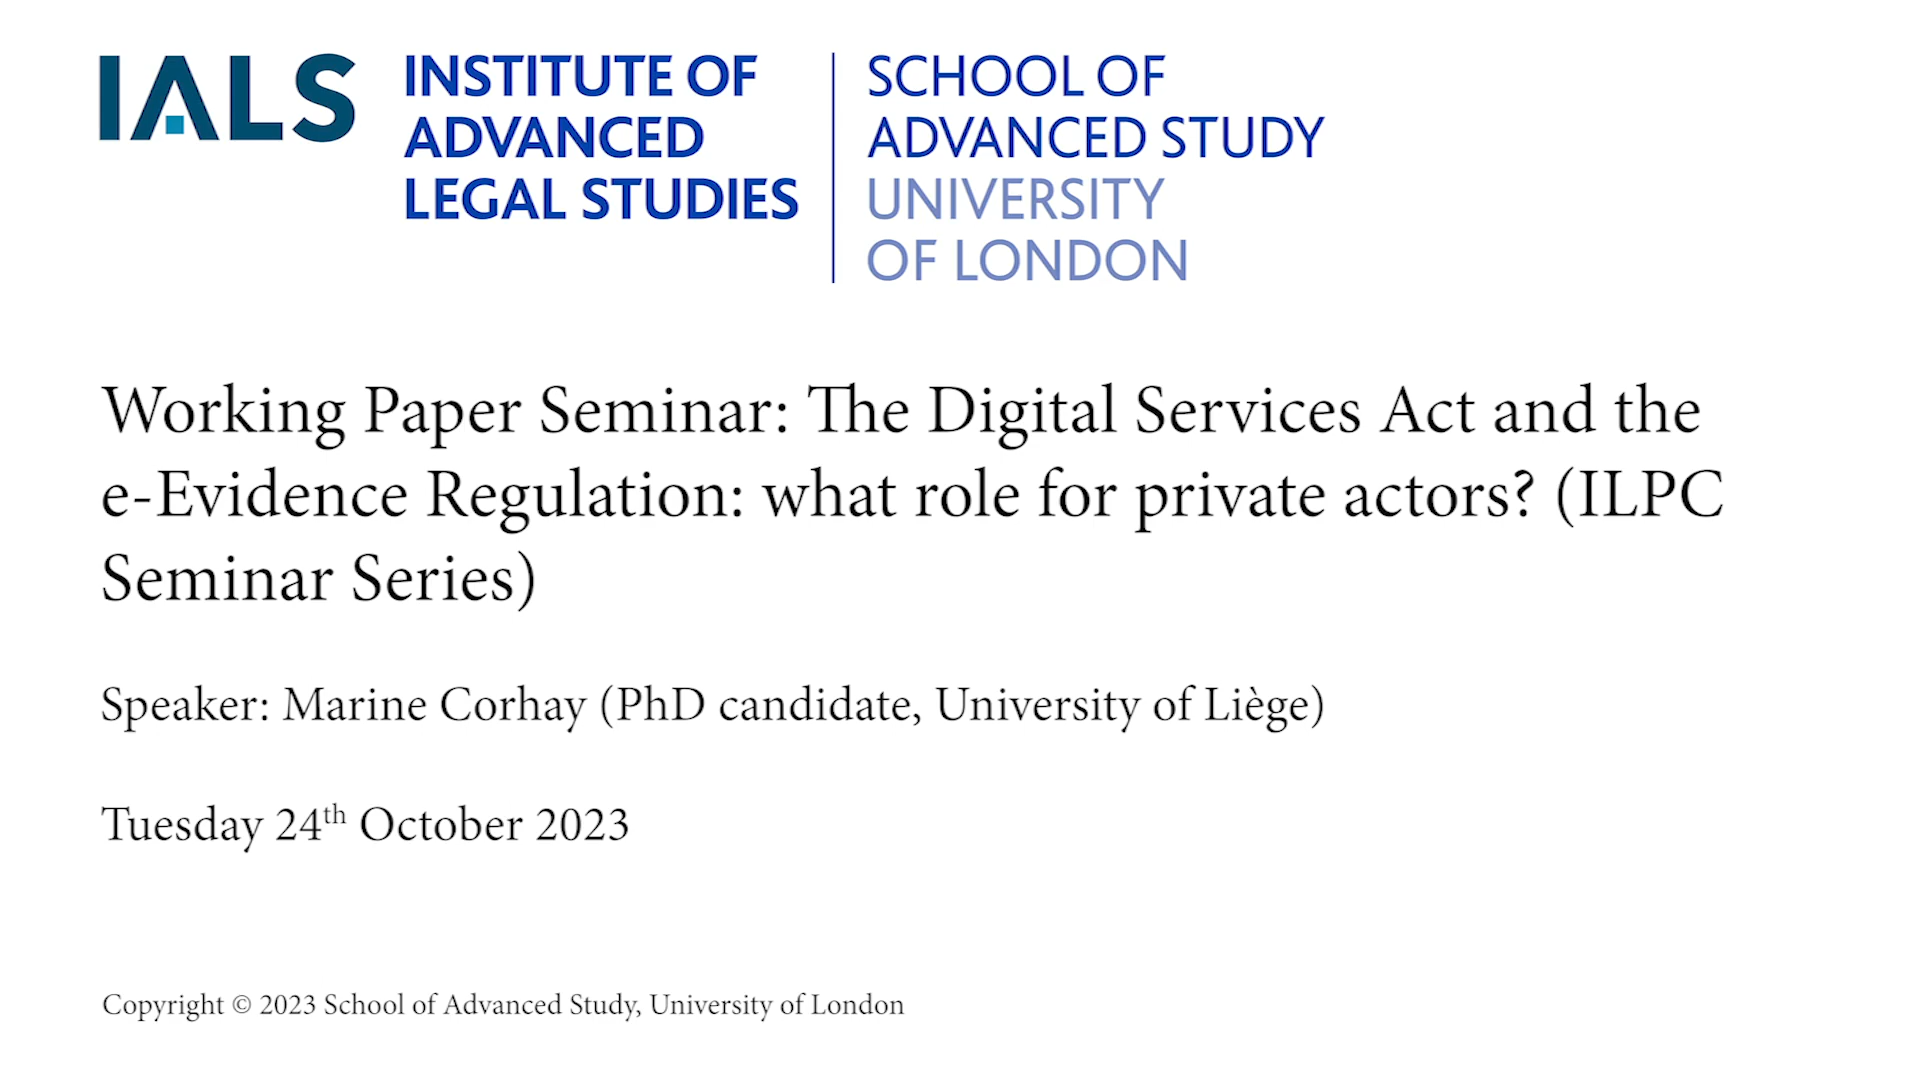 IALS
INSTITUTE OF
ADVANCED
LEGAL STUDIES
SCHOOL OF
ADVANCED STUDY
UNIVERSITY
OF LONDON
Working Paper Seminar: The Digital Services Act and the
e-Evidence Regulation: what role for private actors? (ILPC
Seminar Series)
Speaker: Marine Corhay (PhD candidate, University of Liège)
Tuesday 24th October 2023
Copyright © 2023 School of Advanced Study, University of London